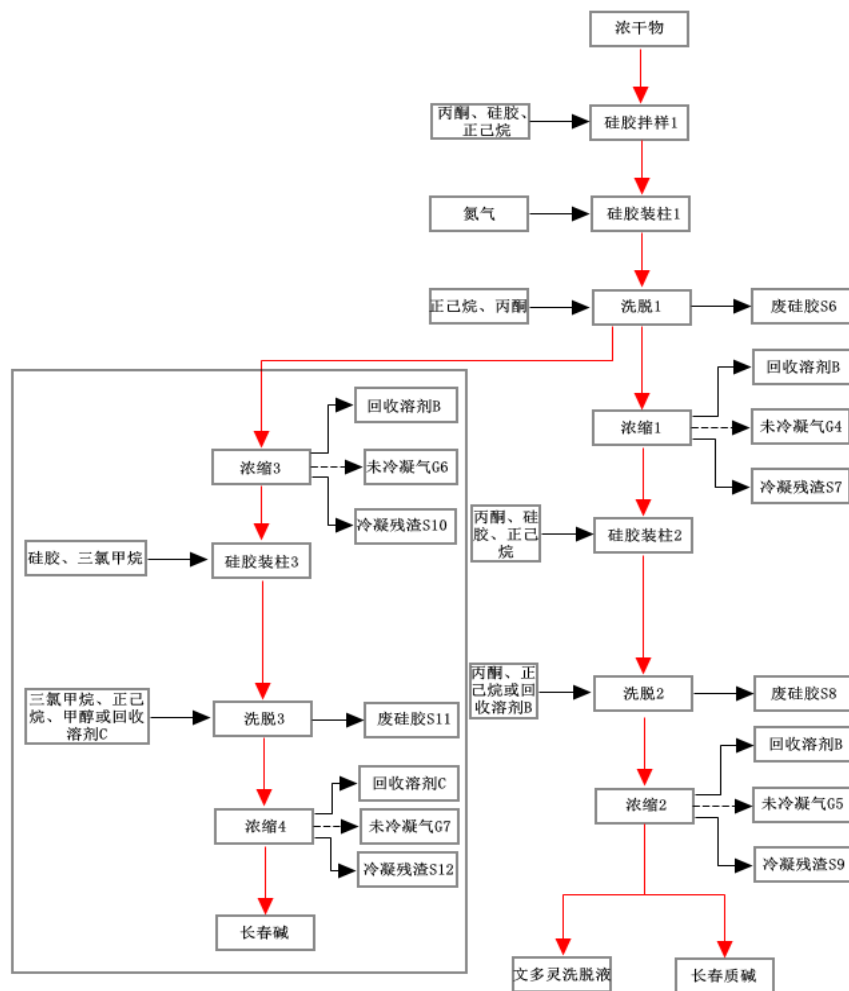 浓干物
丙酮、硅胶、
正己烷
硅胶拌样1
氮气
硅胶装柱1
正己烷、丙酮
洗脱1
废硅胶S6
回收溶剂B
浓缩1
未冷凝气G4
冷凝残渣S7
回收溶剂B
浓缩3
未冷凝气G6
冷凝残渣S10
丙酮、硅
胶、正己
烷
硅胶装柱2
硅胶、三氯甲烷
硅胶装柱3
丙酮、正
己烷或回
收溶剂B
洗脱2
废硅胶S8
三氯甲烷、正己
烷、甲醇或回收
溶剂C
洗脱3
废硅胶S11
回收溶剂B
浓缩2
未冷凝气G5
冷凝残渣S9
回收溶剂C
浓缩4
未冷凝气G7
冷凝残渣S12
长春碱
文多灵洗脱液
长春质碱